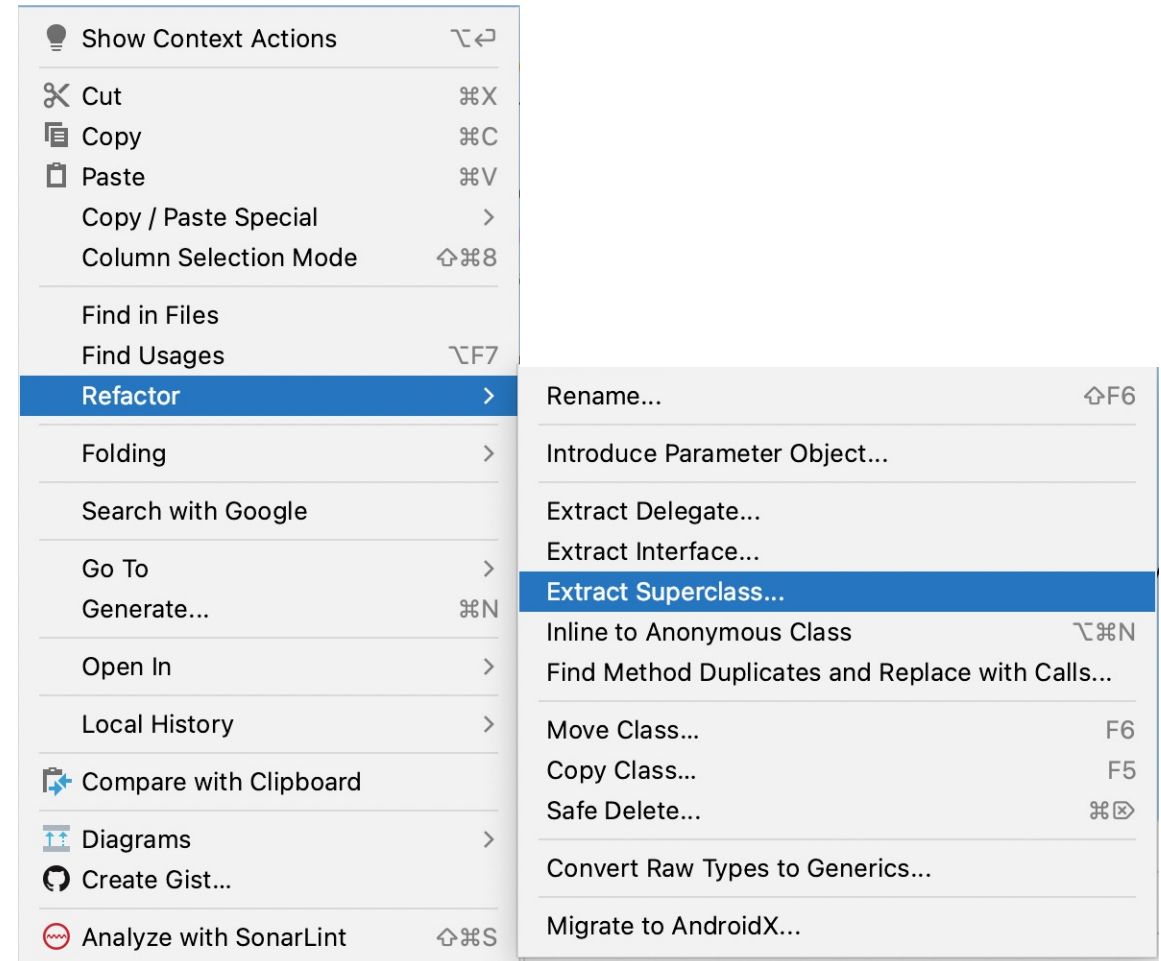 Show Context Actions ⌥⏎
Cut ⌘X
Copy ⌘C
Paste ⌘V
Copy / Paste Special >
Column Selection Mode ⇧⌘8
Find in Files
Find Usages ⌥F7
Refactor >
Folding >
Search with Google
Go To >
Generate... ⌘N
Open In >
Local History >
Compare with Clipboard
Diagrams >
Create Gist...
Analyze with SonarLint ⇧⌘S
Rename... ⇧F6
Introduce Parameter Object...
Extract Delegate...
Extract Interface...
Extract Superclass...
Inline to Anonymous Class ⌥⌘N
Find Method Duplicates and Replace with Calls...
Move Class... F6
Copy Class... F5
Safe Delete... ⌘⌦
Convert Raw Types to Generics...
Migrate to AndroidX...